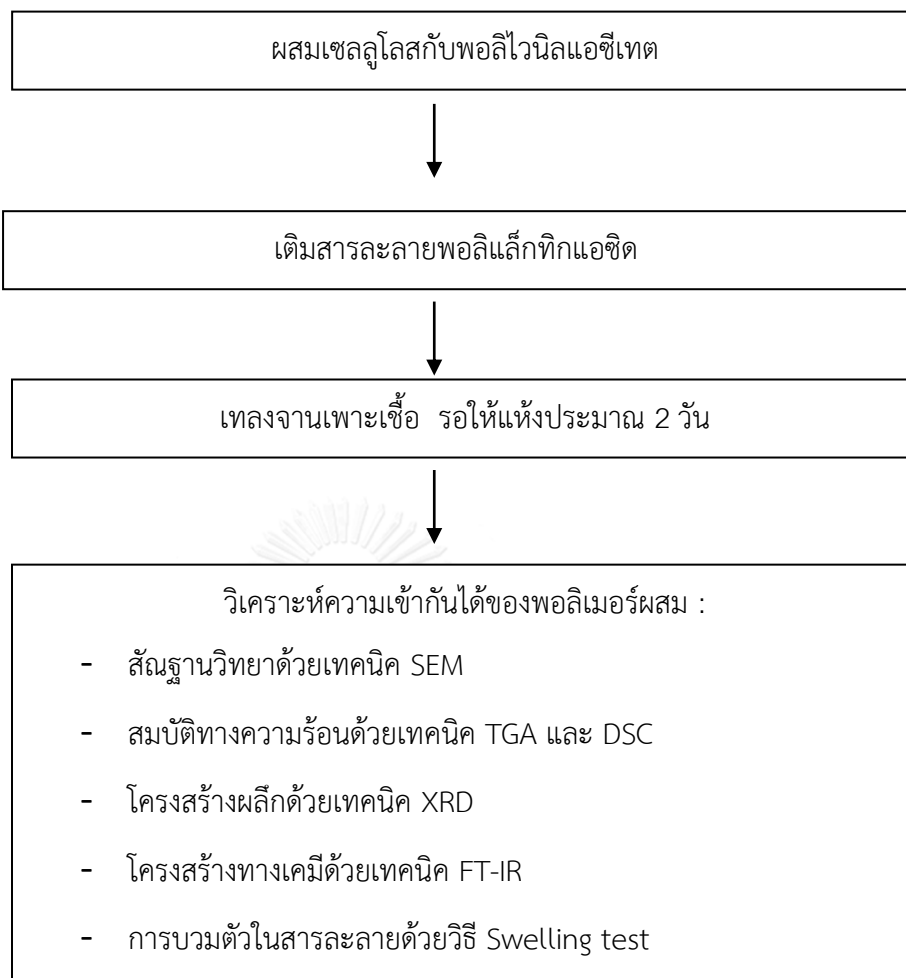 ผสมเซลลูโลสกับพอลิไวนิลแอซีเทต
เติมสารละลายพอลิแล็กทิกแอซิด
เทลงจานเพาะเชื้อ รอให้แห้งประมาณ 2 วัน
วิเคราะห์ความเข้ากันได้ของพอลิเมอร์ผสม :
- สัณฐานวิทยาด้วยเทคนิค SEM
- สมบัติทางความร้อนด้วยเทคนิค TGA และ DSC
- โครงสร้างผลึกด้วยเทคนิค XRD
- โครงสร้างทางเคมีด้วยเทคนิค FT-IR
- การบวมตัวในสารละลายด้วยวิธี Swelling test